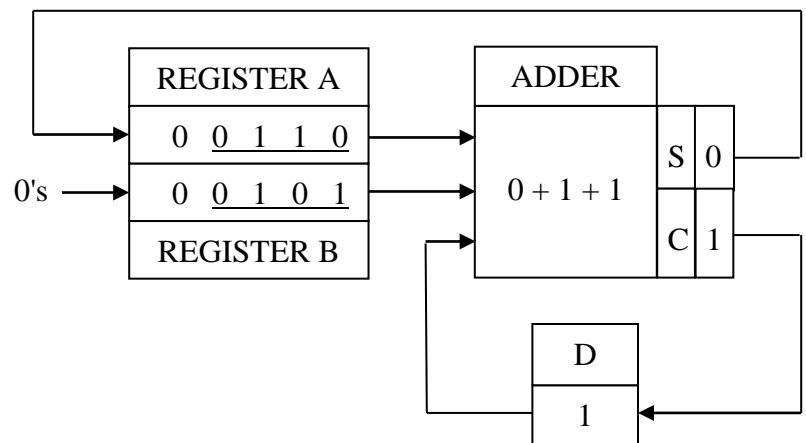 REGISTER A
0 0 1 1 0
0's
0 0 1 0 1
REGISTER B
ADDER
0 + 1 + 1
S 0
C 1
D
1